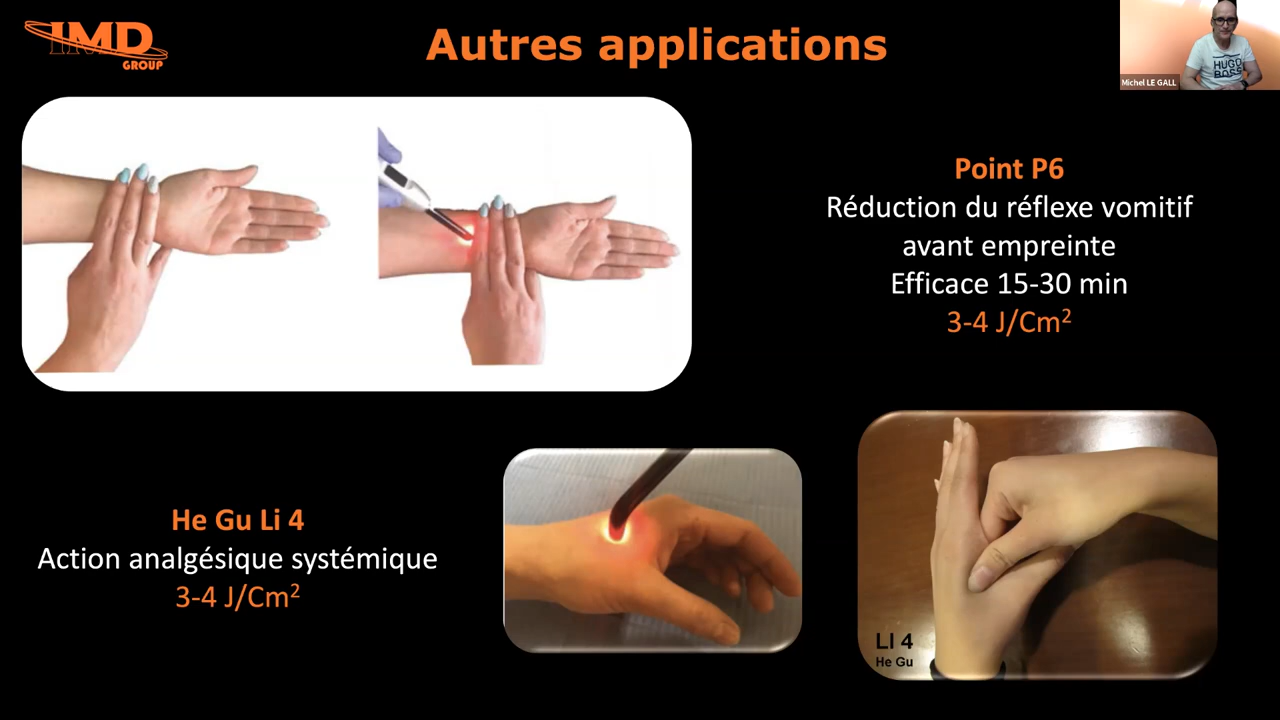 IMD
GROUP
Autres applications
HUGO
BOSS
Michel LE GALL
Point P6
Réduction du réflexe vomitif
avant empreinte
Efficace 15-30 min
3-4 J/Cm²
He Gu Li 4
Action analgésique systémique
3-4 J/Cm²
LI 4
He Gu